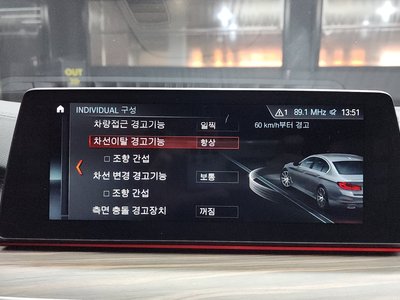 OUT
INDIVIDUAL 구성
1 89.1 MHz 13:51
차량접근 경고기능 일찍
60 km/h부터 경고
차선이탈 경고기능 항상
조향 간섭
차선 변경 경고기능 보통
조향 간섭
측면 충돌 경고장치 꺼짐